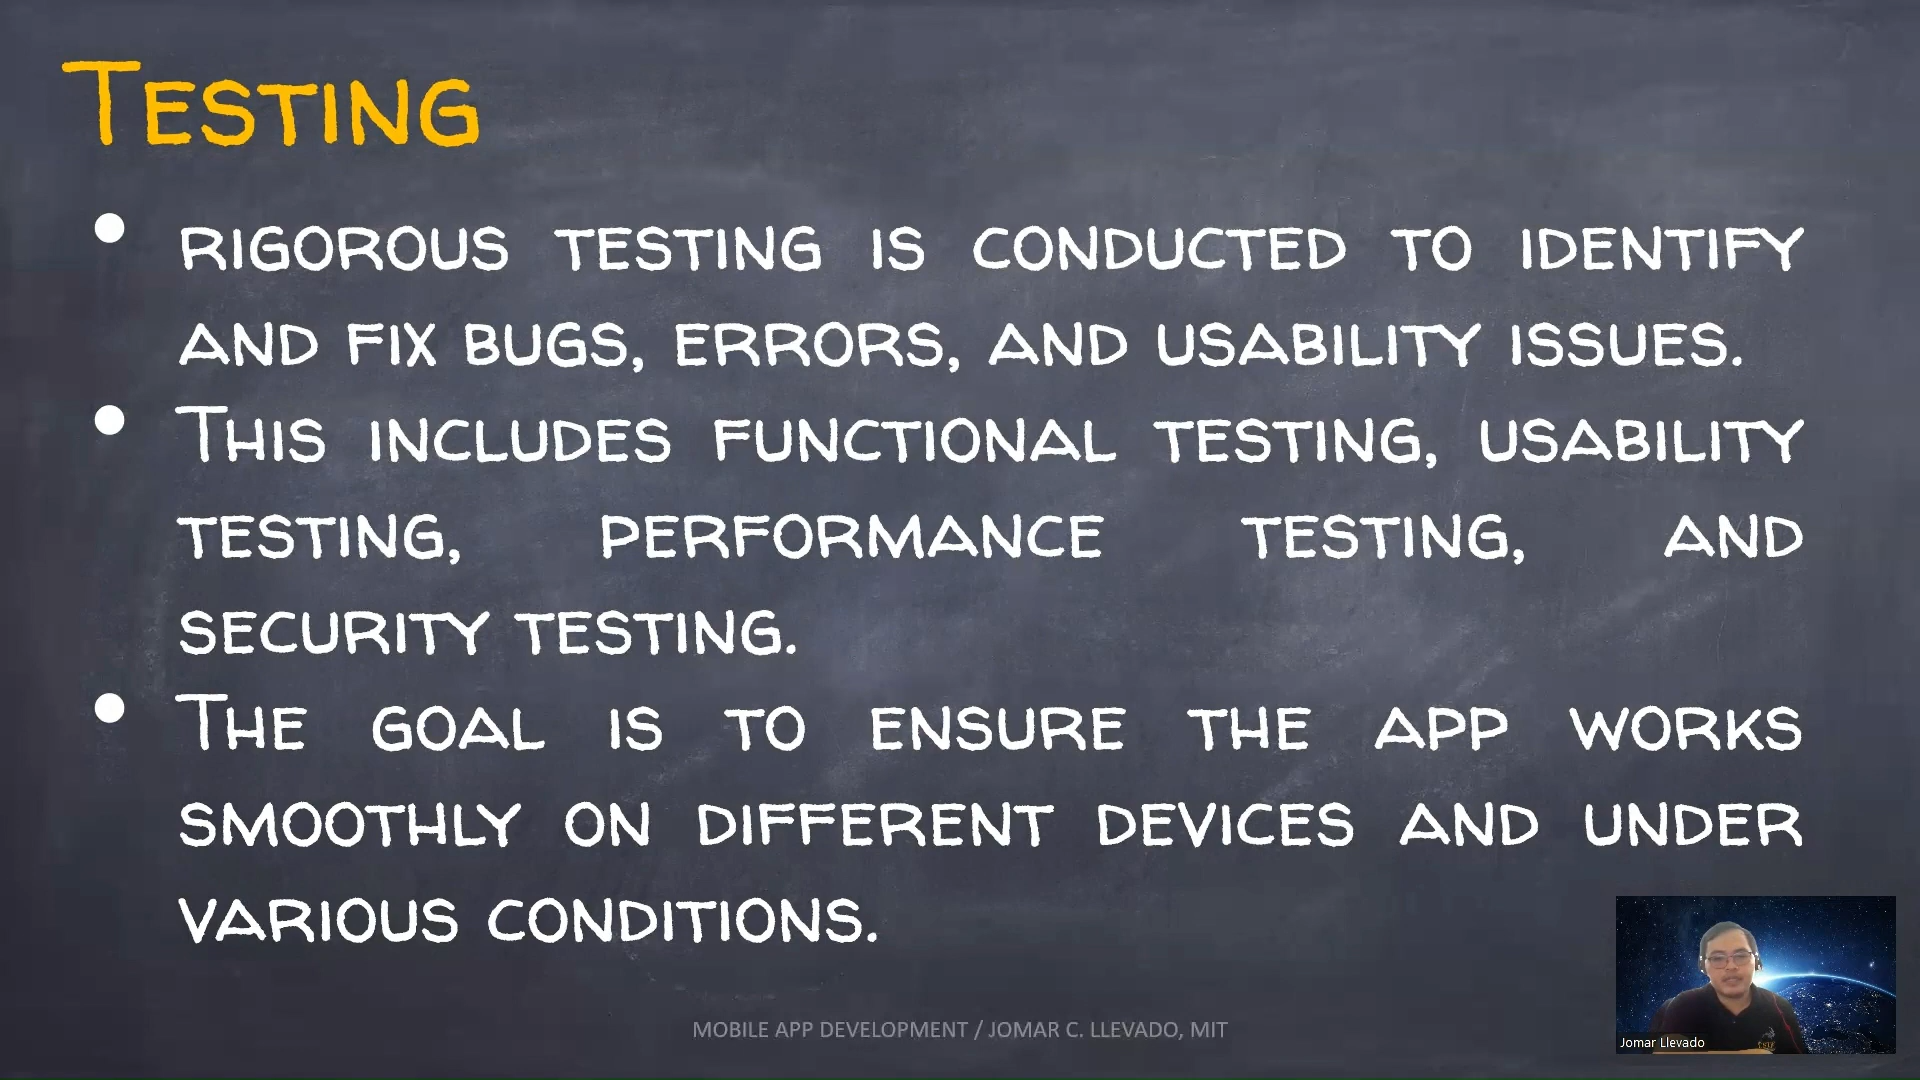 Testing
• rigorous testing is conducted to identify
and fix bugs, errors, and usability issues.
• This includes functional testing, usability
testing, performance testing, and
security testing.
• The goal is to ensure the app works
smoothly on different devices and under
various conditions.
MOBILE APP DEVELOPMENT / JOMAR C. LLEVADO, MIT
Jomar Llevado